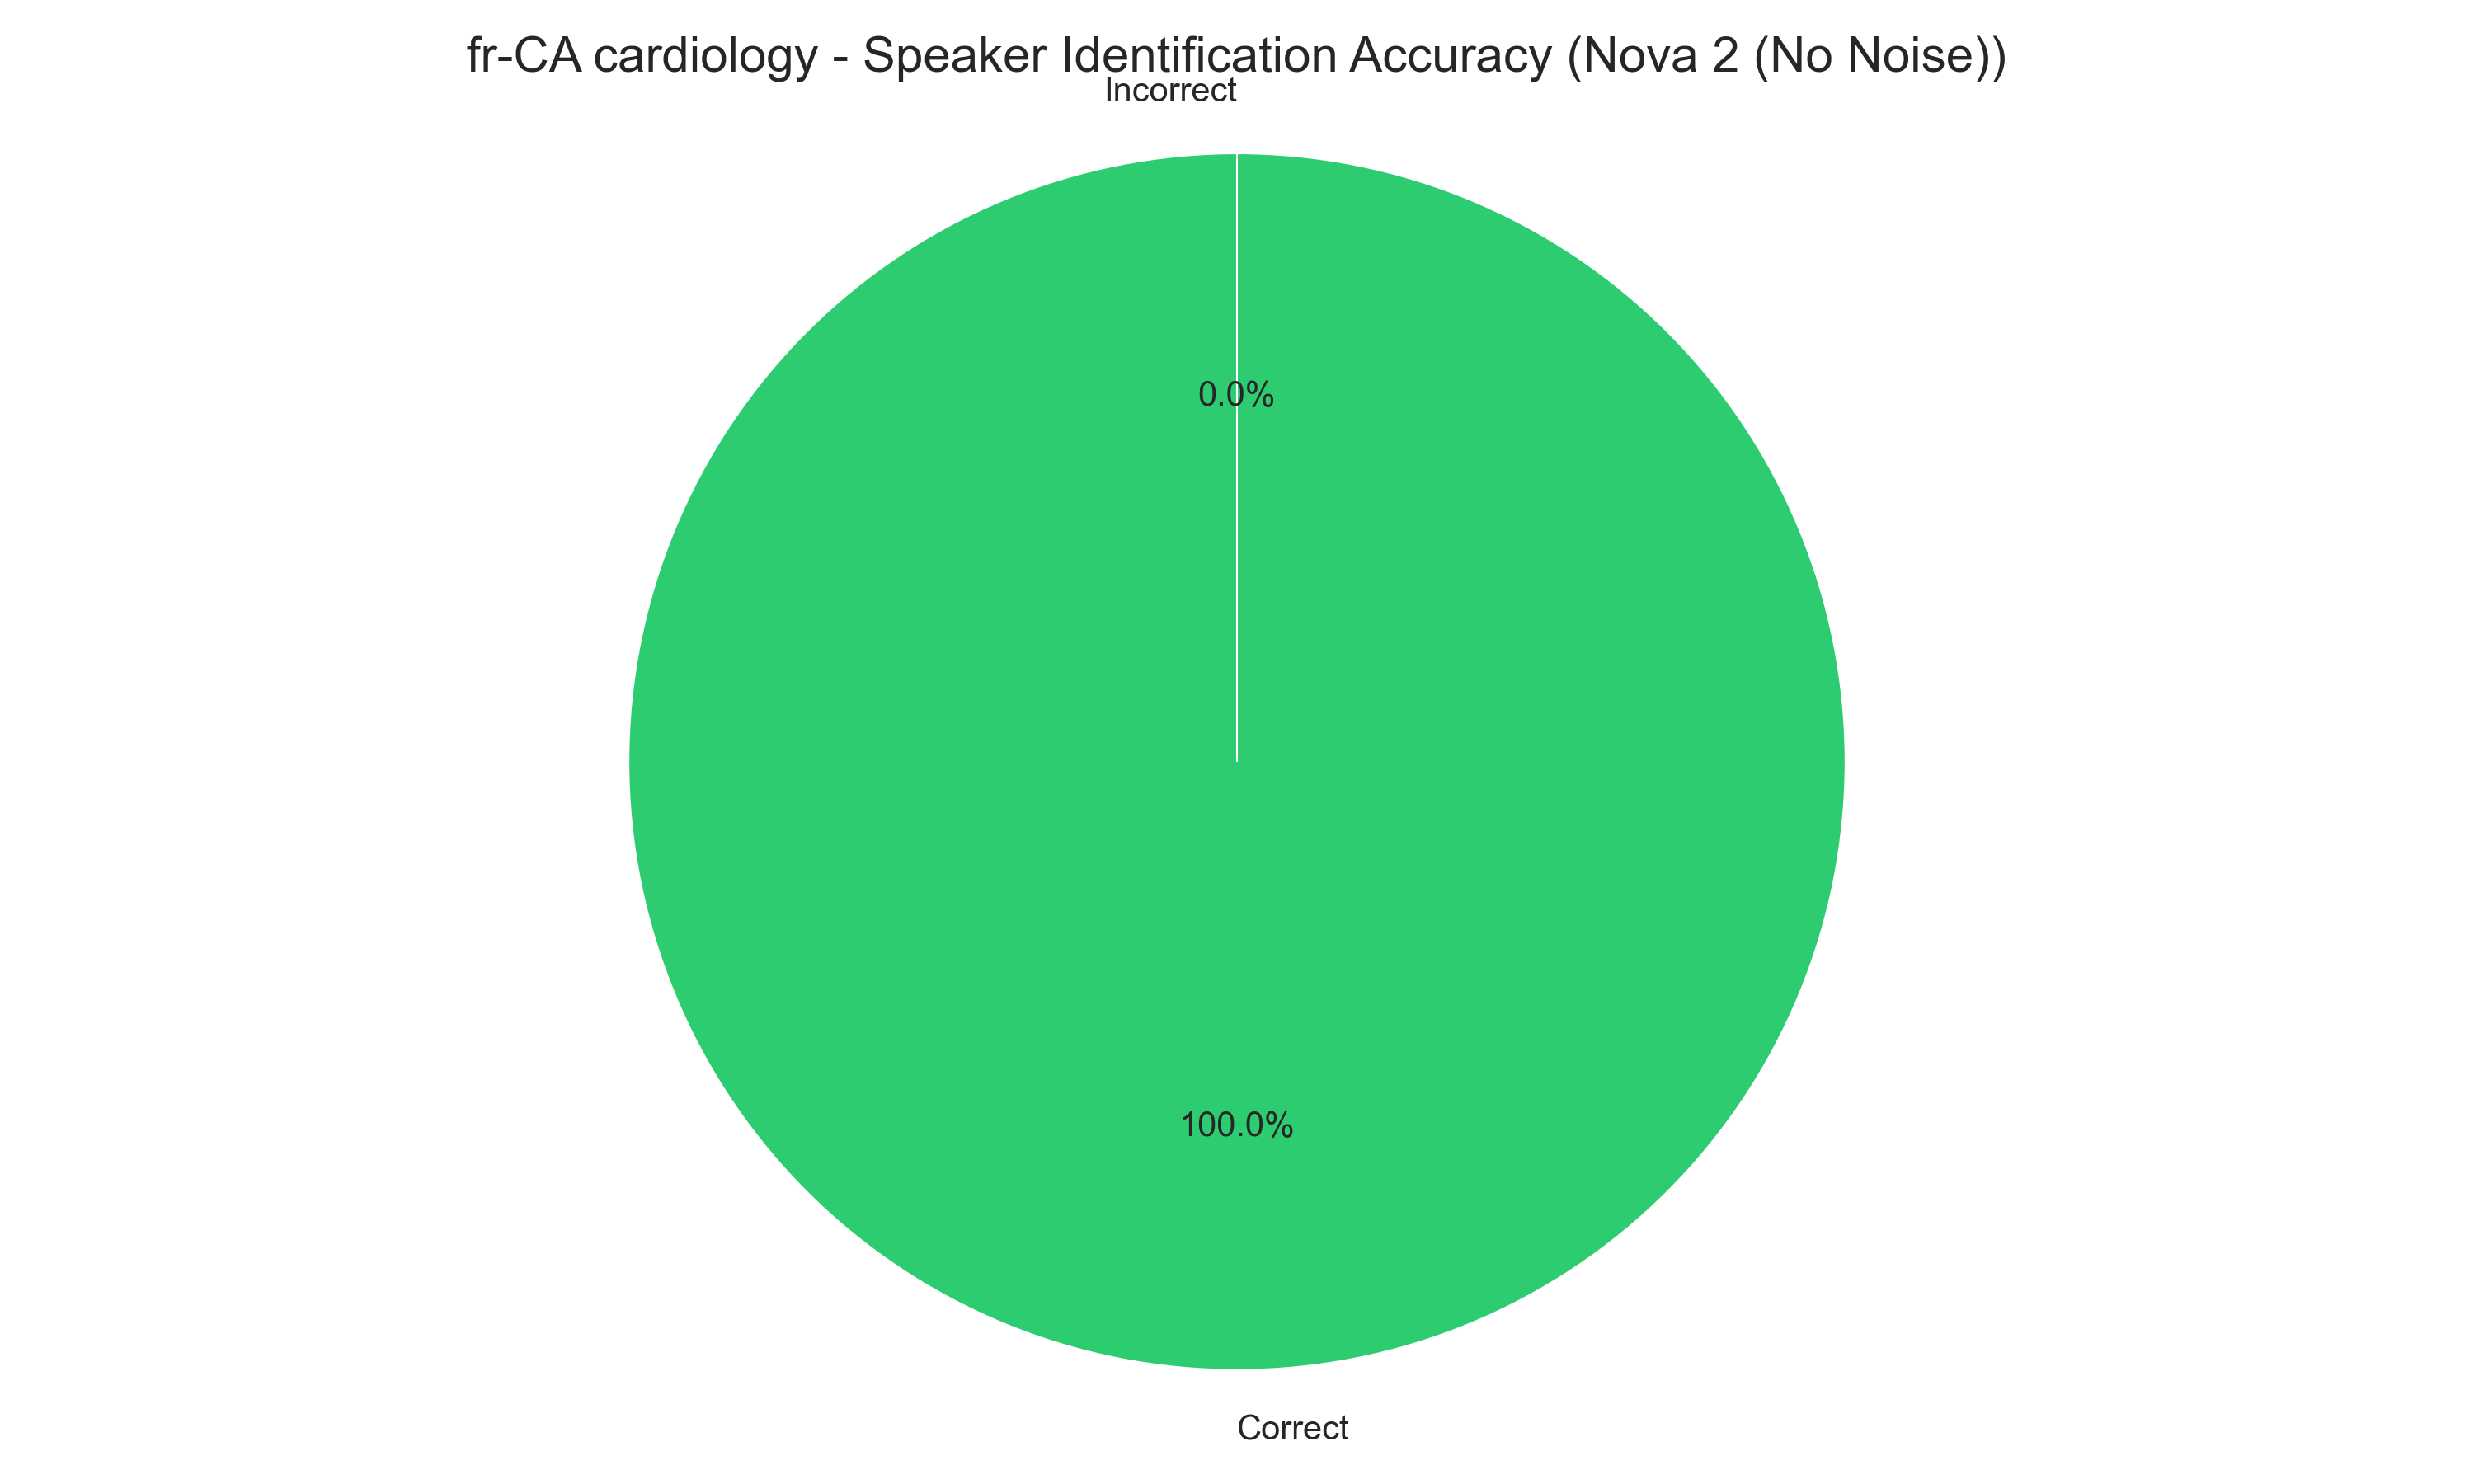 fr-CA cardiology - Speaker Identification Accuracy (Nova 2 (No Noise))
Incorrect
0.0%
100.0%
Correct